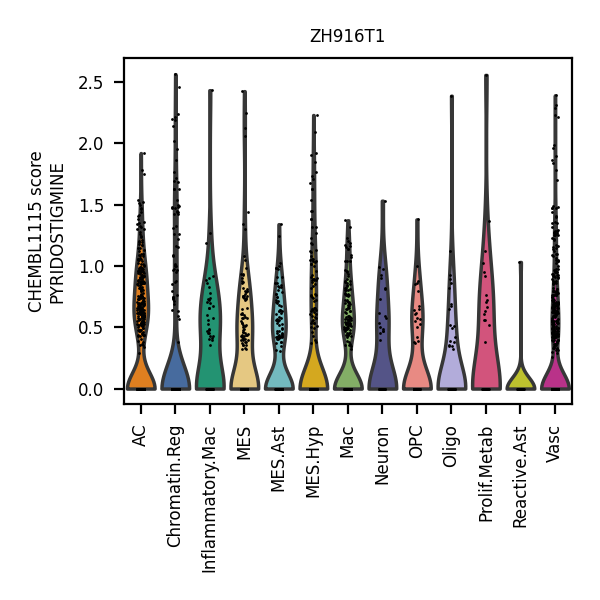 ZH916T1
CHEMBL1115 score
PYRIDOSTIGMINE
2.5
2.0
1.5
1.0
0.5
0.0
AC
Chromatin.Reg
Inflammatory.Mac
MES
MES.Ast
MES.Hyp
Mac
Neuron
OPC
Oligo
Prolif.Metab
Reactive.Ast
Vasc